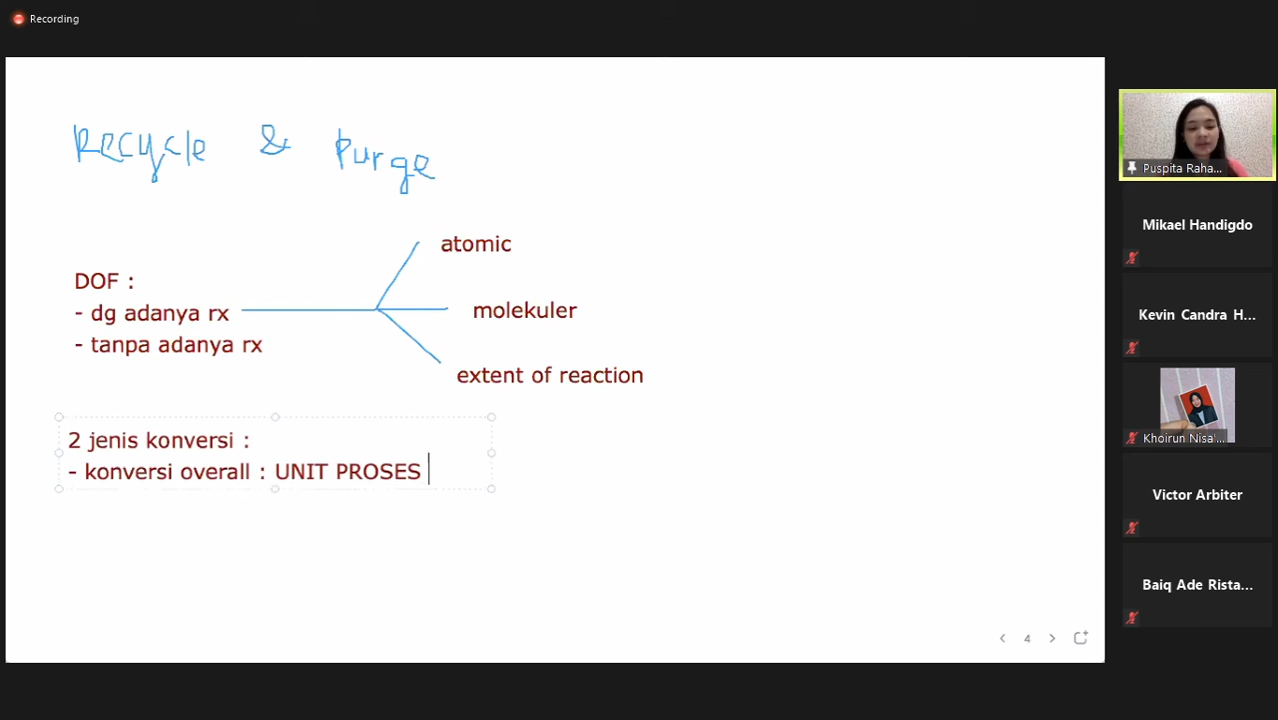 Recording
Recycle & Purge
atomic
DOF :
- dg adanya rx
molekuler
- tanpa adanya rx
extent of reaction
2 jenis konversi :
- konversi overall : UNIT PROSES
4
Puspita Raha...
Mikael Handigdo
Kevin Candra H...
Khoirun Nisa'...
Victor Arbiter
Baiq Ade Rista...